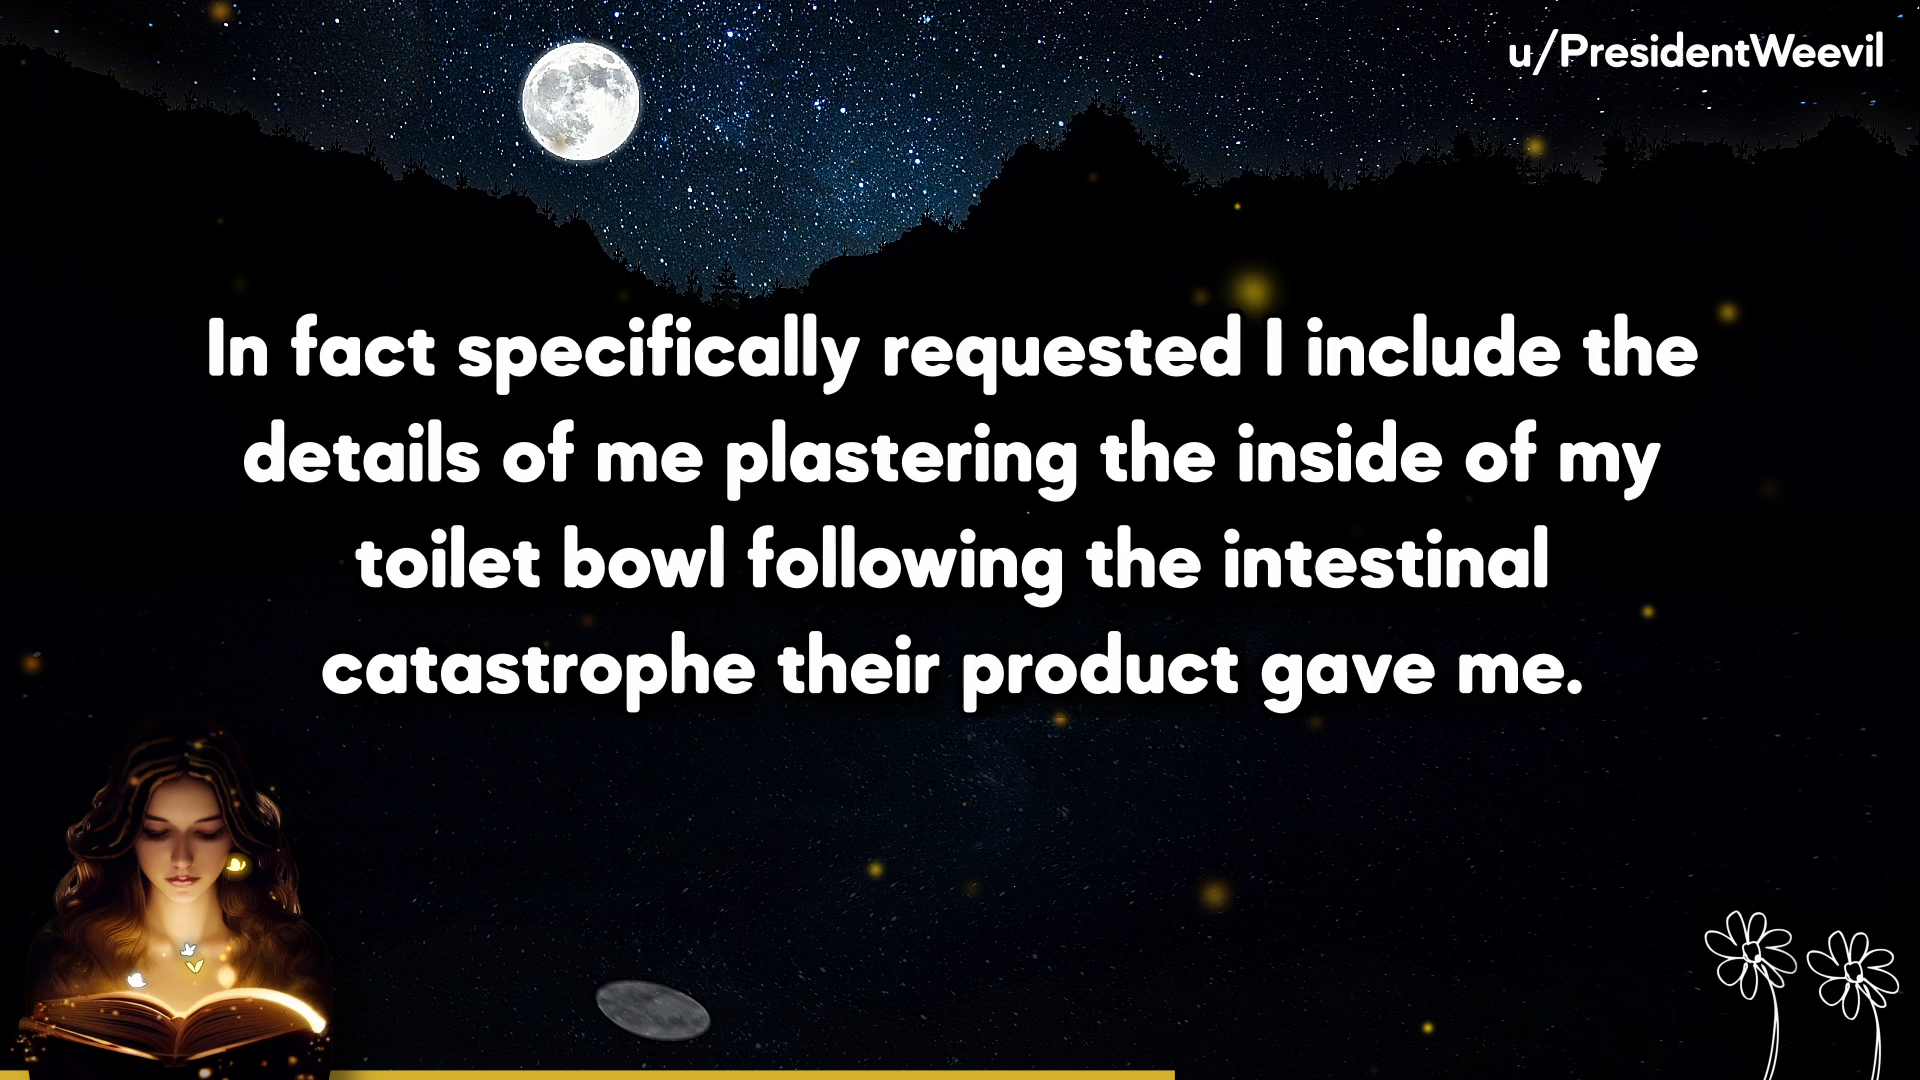 u/PresidentWeevil
In fact specifically requested I include the
details of me plastering the inside of my
toilet bowl following the intestinal
catastrophe their product gave me.